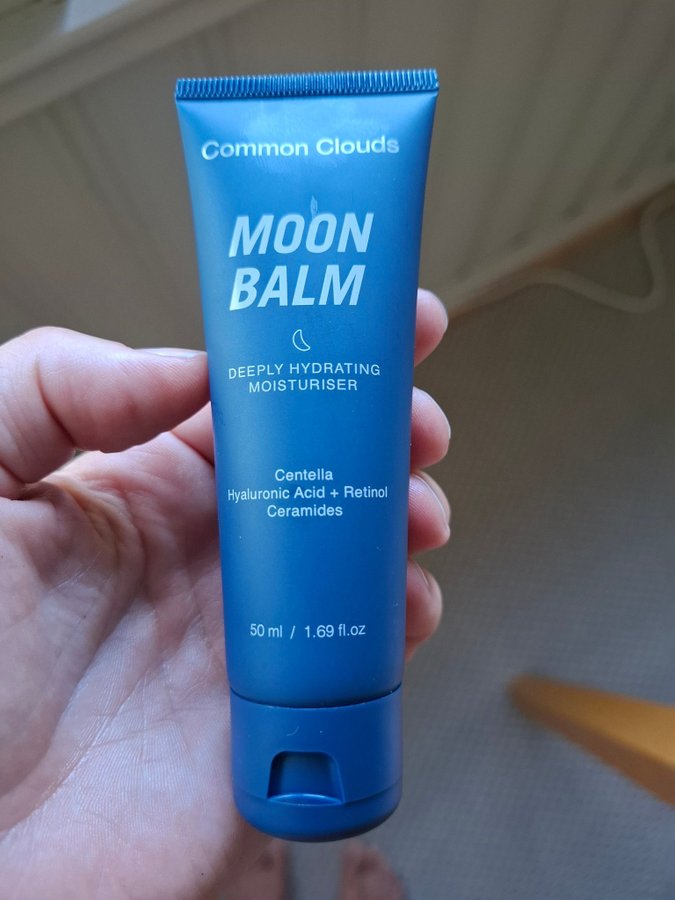 Common Clouds
MOON
BALM
DEEPLY HYDRATING
MOISTURISER
Centella
Hyaluronic Acid + Retinol
Ceramides
50 ml / 1.69 fl.oz